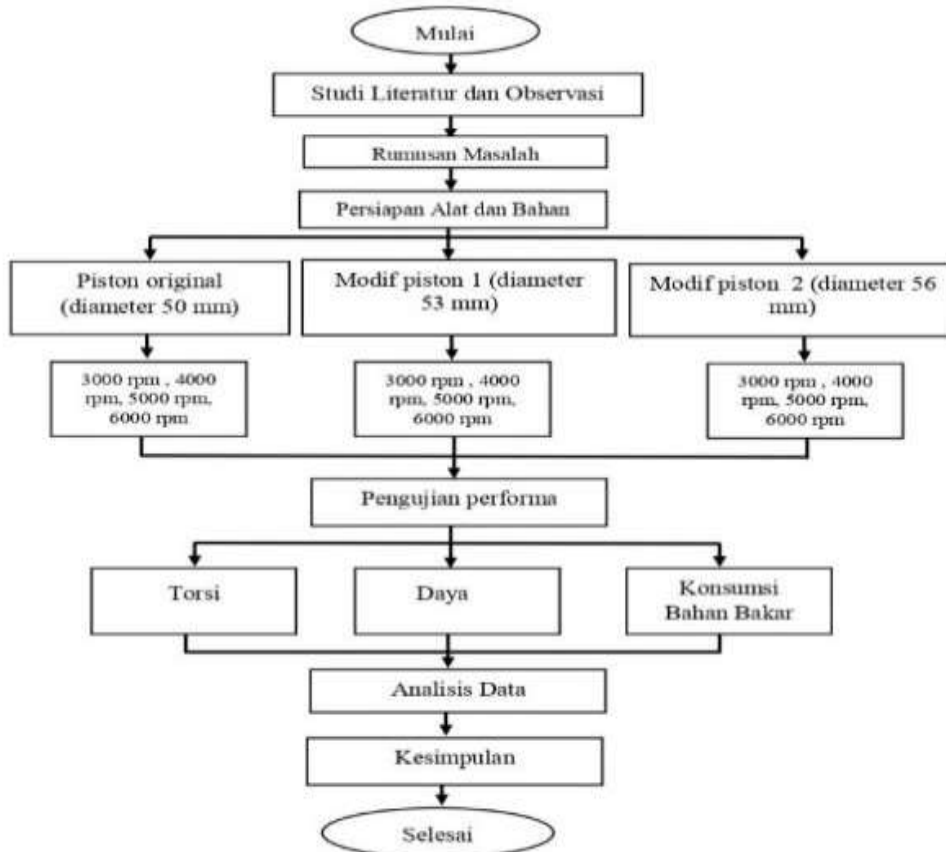 Mulai
Studi Literatur dan Observasi
Rumusan Masalah
Persiapan Alat dan Bahan
Piston original
(diameter 50 mm)
Modif piston 1 (diameter
53 mm)
Modif piston 2 (diameter 56
mm)
3000 rpm , 4000
rpm, 5000 rpm,
6000 rpm
3000 rpm , 4000
rpm, 5000 rpm,
6000 rpm
3000 rpm , 4000
rpm, 5000 rpm,
6000 rpm
Pengujian performa
Torsi
Daya
Konsumsi
Bahan Bakar
Analisis Data
Kesimpulan
Selesai